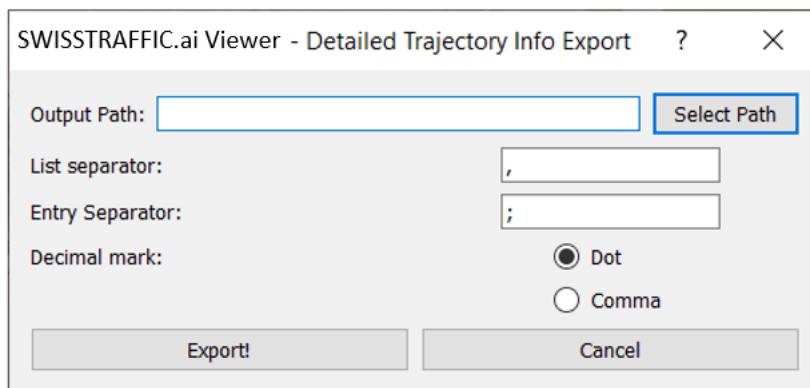 SWISSTRAFFIC.ai Viewer - Detailed Trajectory Info Export ?
Output Path: Select Path
List separator: ,
Entry Separator: ;
Decimal mark: Dot
Comma
Export! Cancel